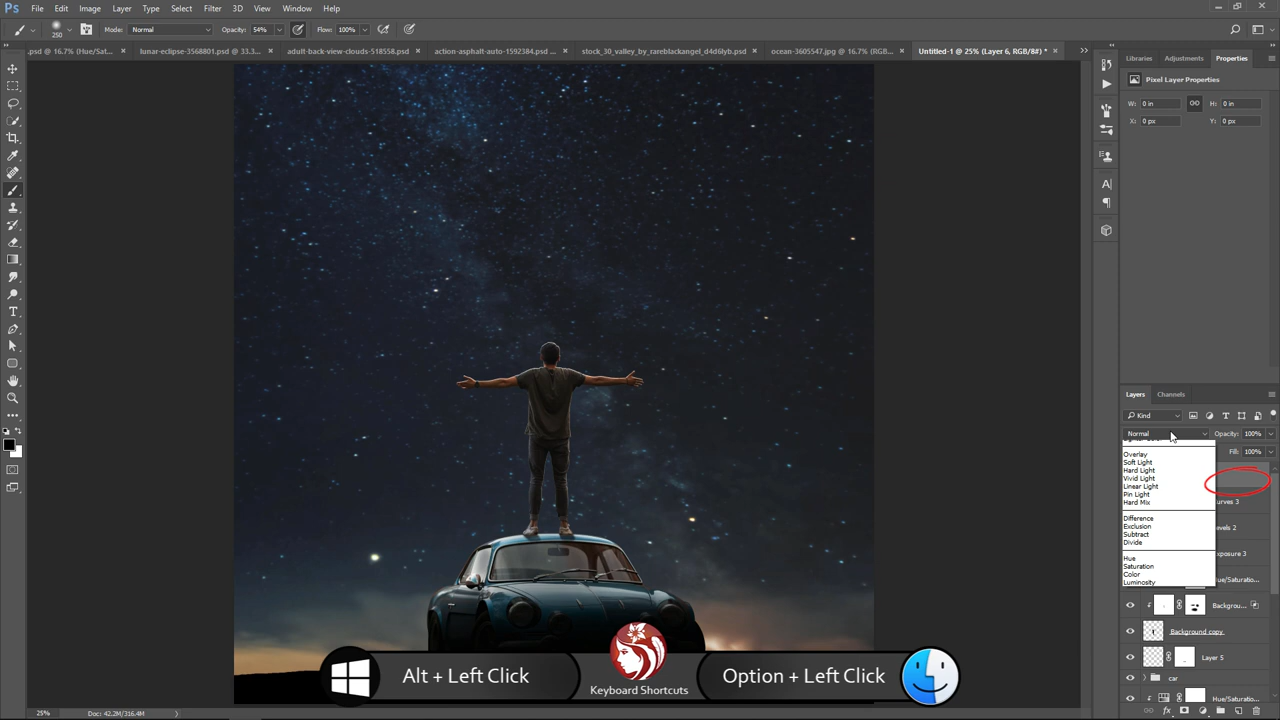 Ps File Edit Image Layer Type Select Filter 3D View Window Help
250 Mode: Normal Opacity: 54% Flow: 100%
.psd @ 16.7% (Hue/Sat... × lunar-eclipse-3568801.psd @ 33.3... × adult-back-view-clouds-518558.psd × action-asphalt-auto-1592384.psd ... × stock_30_valley_by_rareblackangel_d4d6lyb.psd × ocean-3605547.jpg @ 16.7% (RGB... × Untitled-1 @ 25% (Layer 6, RGB/8#) * ×
Libraries Adjustments Properties
Pixel Layer Properties
W: 0 in H: 0 in
X: 0 px Y: 0 px
Layers Channels
Kind
Normal Opacity: 100%
Fill: 100%
Overlay
Soft Light
Hard Light
Vivid Light
Linear Light
Pin Light
Hard Mix
Difference
Exclusion
Subtract
Divide
Hue
Saturation
Color
Luminosity
urves 3
evels 2
xposure 3
Hue/Saturatio...
Backgrou...
Background copy
Layer 5
car
Hue/Saturatio...
Alt + Left Click
Keyboard Shortcuts
Option + Left Click
25% Doc: 42.2M/316.4M